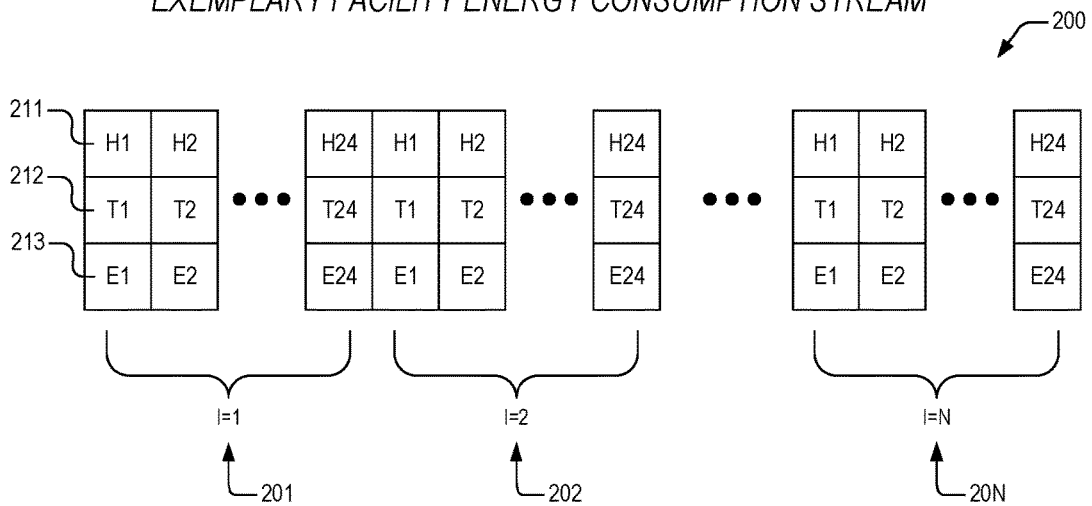 EXEMPLARY FACILITY ENERGY CONSUMPTION STREAM
200
211 H1 H2 H24 H1 H2 H24 H1 H2 H24
212 T1 T2 ●●● T24 T1 T2 ●●● T24 ●●● T1 T2 ●●● T24
213 E1 E2 E24 E1 E2 E24 E1 E2 E24
I=1 I=2 I=N
201 202 20N